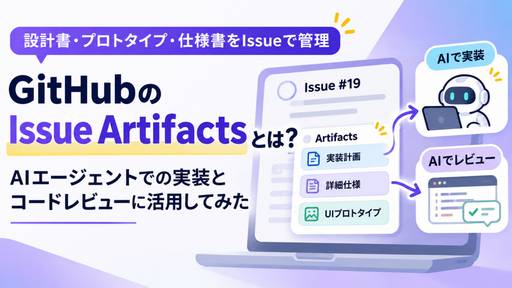 設計書・プロトタイプ・仕様書をIssueで管理
GitHubの
Issue Artifactsとは?
AIエージェントでの実装と
コードレビューに活用してみた
Issue #19
Artifacts
実装計画
詳細仕様
UIプロトタイプ
AIで実装
AIでレビュー